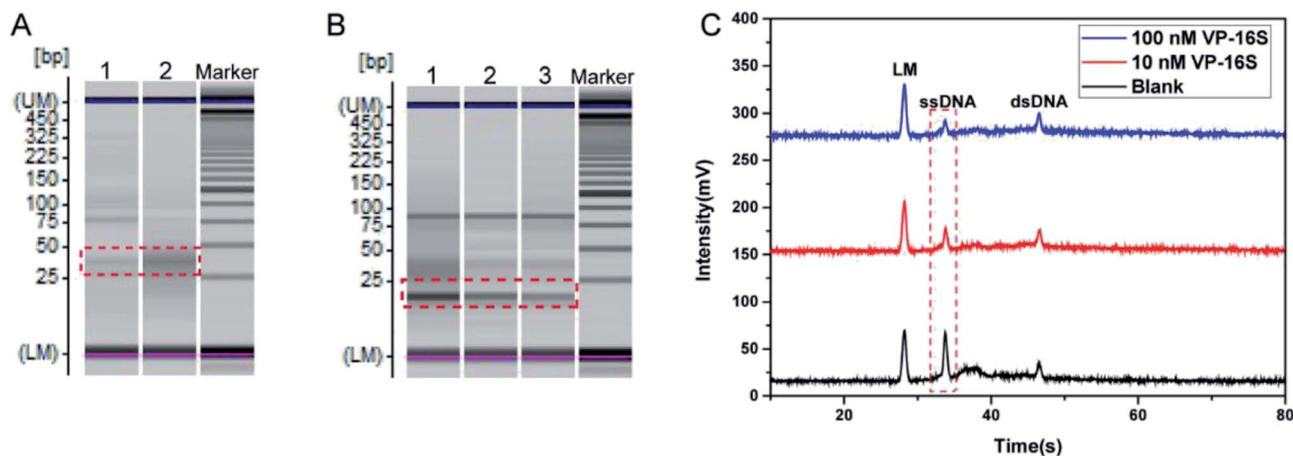 A
[bp]
1 2 Marker
(UM)
450
325
225
150
100
75
50
25
(LM)
B
[bp]
1 2 3 Marker
(UM)
450
325
225
150
100
75
50
25
(LM)
C
400
350
300
250
200
150
100
50
0
Intensity(mV)
100 nM VP-16S
10 nM VP-16S
Blank
LM
ssDNA
dsDNA
20 40 60 80
Time(s)